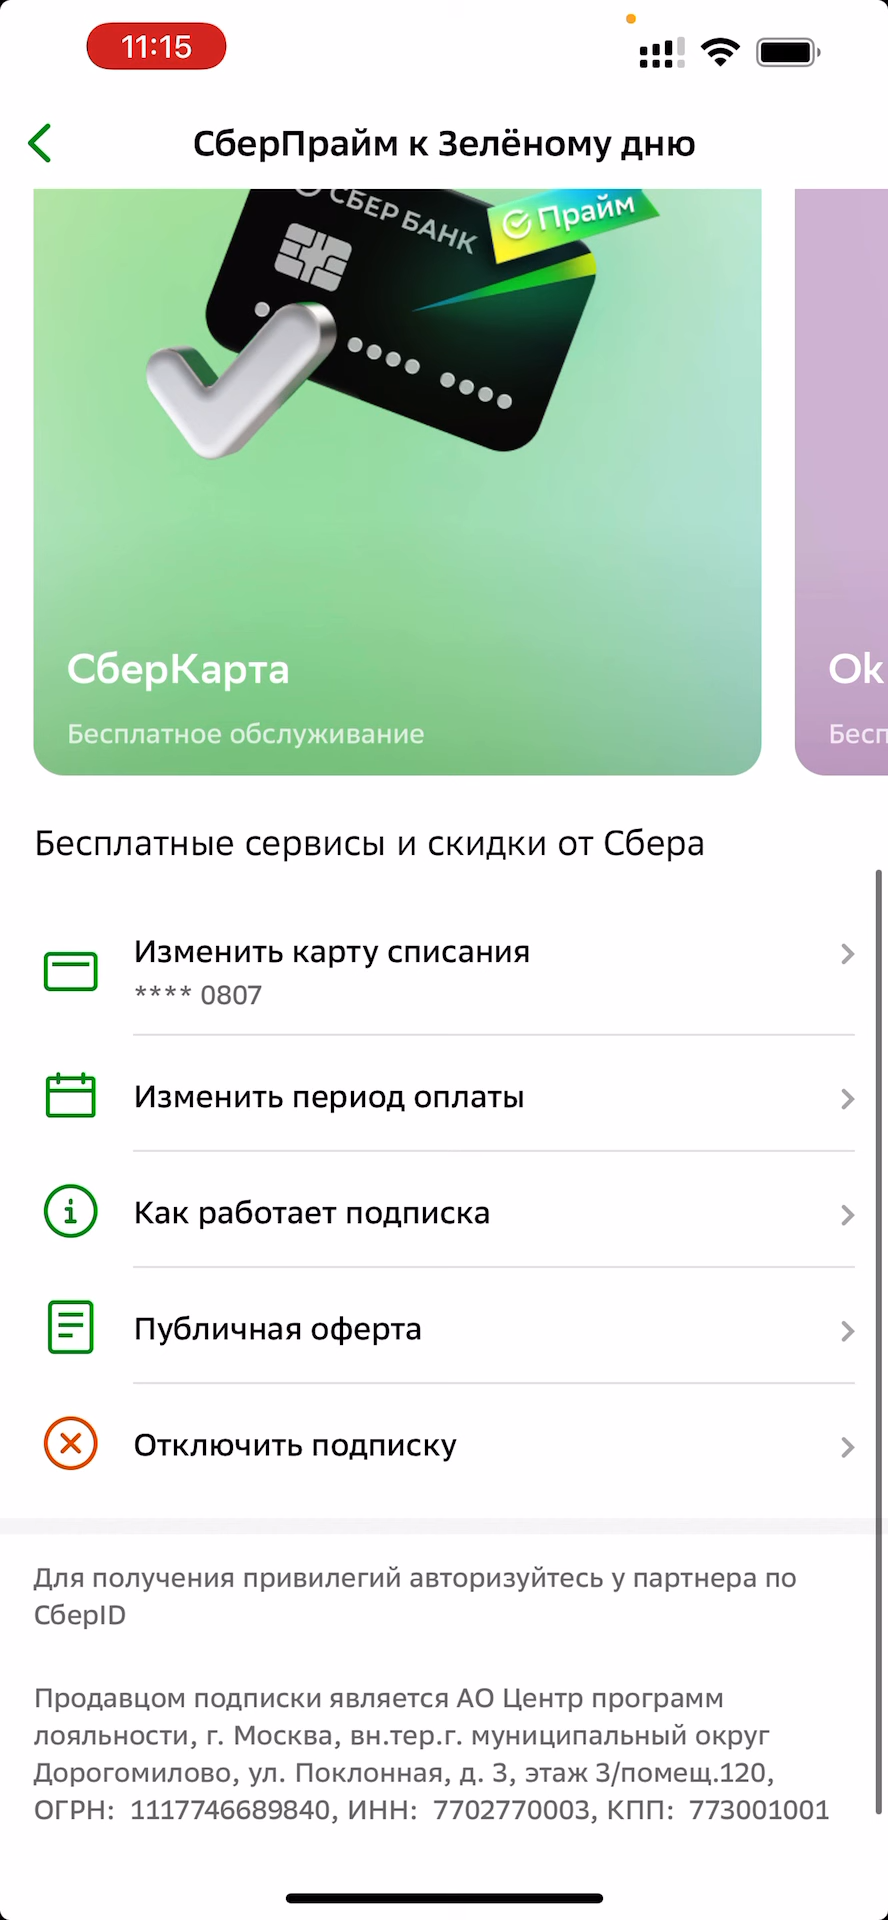 11:15
СберПрайм к Зелёному дню
СБЕР БАНК
Прайм
СберКарта
Бесплатное обслуживание
Ok
Бесп
Бесплатные сервисы и скидки от Сбера
Изменить карту списания
**** 0807
Изменить период оплаты
Как работает подписка
Публичная оферта
Отключить подписку
Для получения привилегий авторизуйтесь у партнера по
СберID
Продавцом подписки является АО Центр программ
лояльности, г. Москва, вн.тер.г. муниципальный округ
Дорогомилово, ул. Поклонная, д. 3, этаж 3/помещ.120,
ОГРН: 1117746689840, ИНН: 7702770003, КПП: 773001001